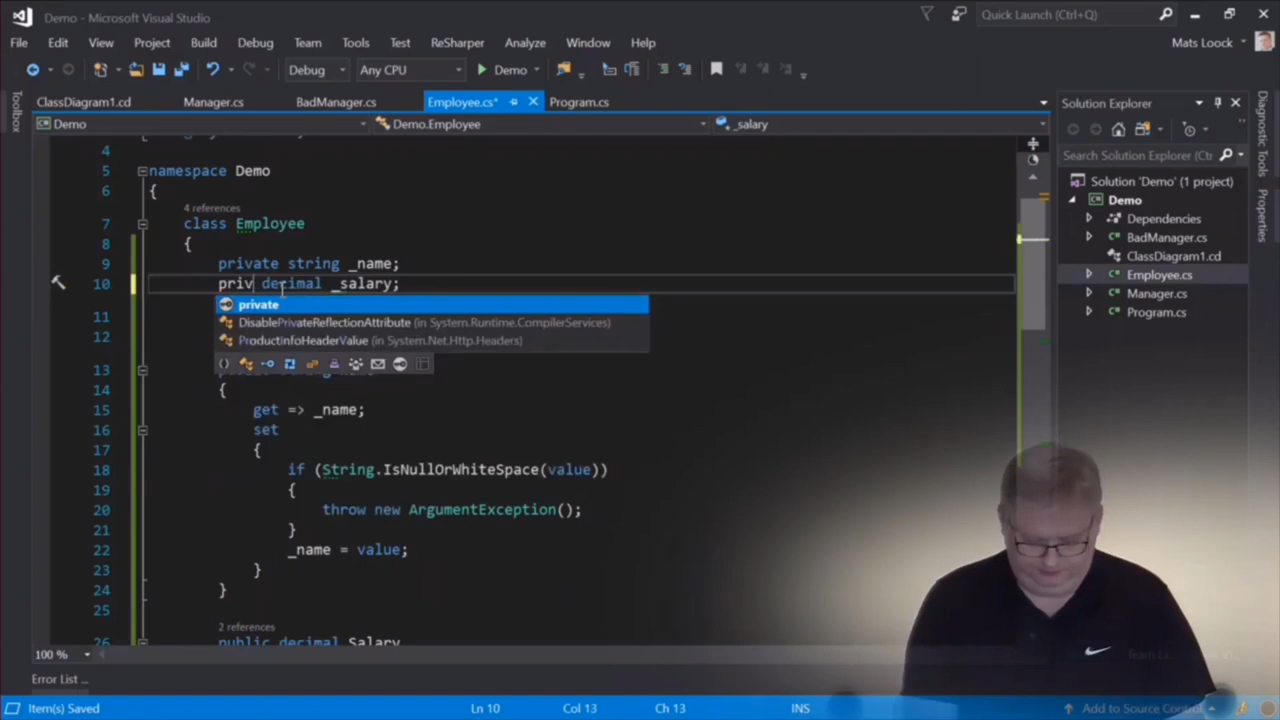 Demo - Microsoft Visual Studio
Quick Launch (Ctrl+Q)
File Edit View Project Build Debug Team Tools Test ReSharper Analyze Window Help
Mats Loock
Debug Any CPU Demo
ClassDiagram1.cd Manager.cs BadManager.cs Employee.cs* Program.cs
Demo Demo.Employee _salary
Toolbox
4
5 namespace Demo
6 {
4 references
7 class Employee
8 {
9 private string _name;
10 priv decimal _salary;
private
11 DisablePrivateReflectionAttribute (in System.Runtime.CompilerServices)
12 ProductInfoHeaderValue (in System.Net.Http.Headers)
13
14 {
15 get => _name;
16 set
17 {
18 if (String.IsNullOrWhiteSpace(value))
19 {
20 throw new ArgumentException();
21 }
22 _name = value;
23 }
24 }
25
2 references
26 public decimal Salary
100 %
Error List ...
Item(s) Saved Ln 10 Col 13 Ch 13 INS Add to Source Control
Solution Explorer
Search Solution Explorer (Ctrl
Solution 'Demo' (1 project)
Demo
Dependencies
BadManager.cs
ClassDiagram1.cd
Employee.cs
Manager.cs
Program.cs
Diagnostic Tools
Properties